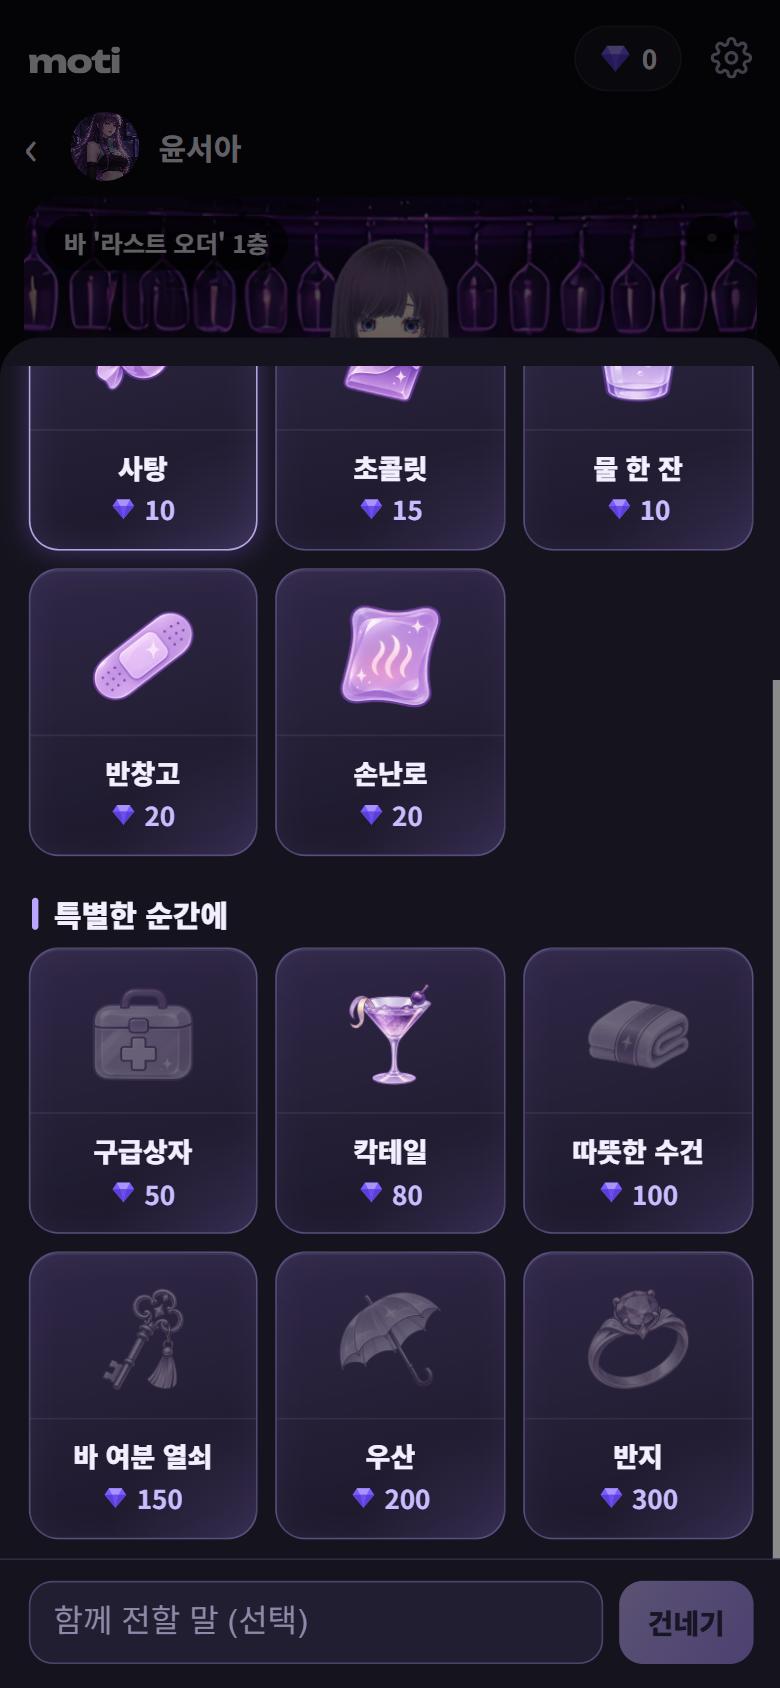 moti
0
‹
윤서아
바 '라스트 오더' 1층
사탕
10
초콜릿
15
물 한 잔
10
반창고
20
손난로
20
특별한 순간에
구급상자
50
칵테일
80
따뜻한 수건
100
바 여분 열쇠
150
우산
200
반지
300
함께 전할 말 (선택)
건네기